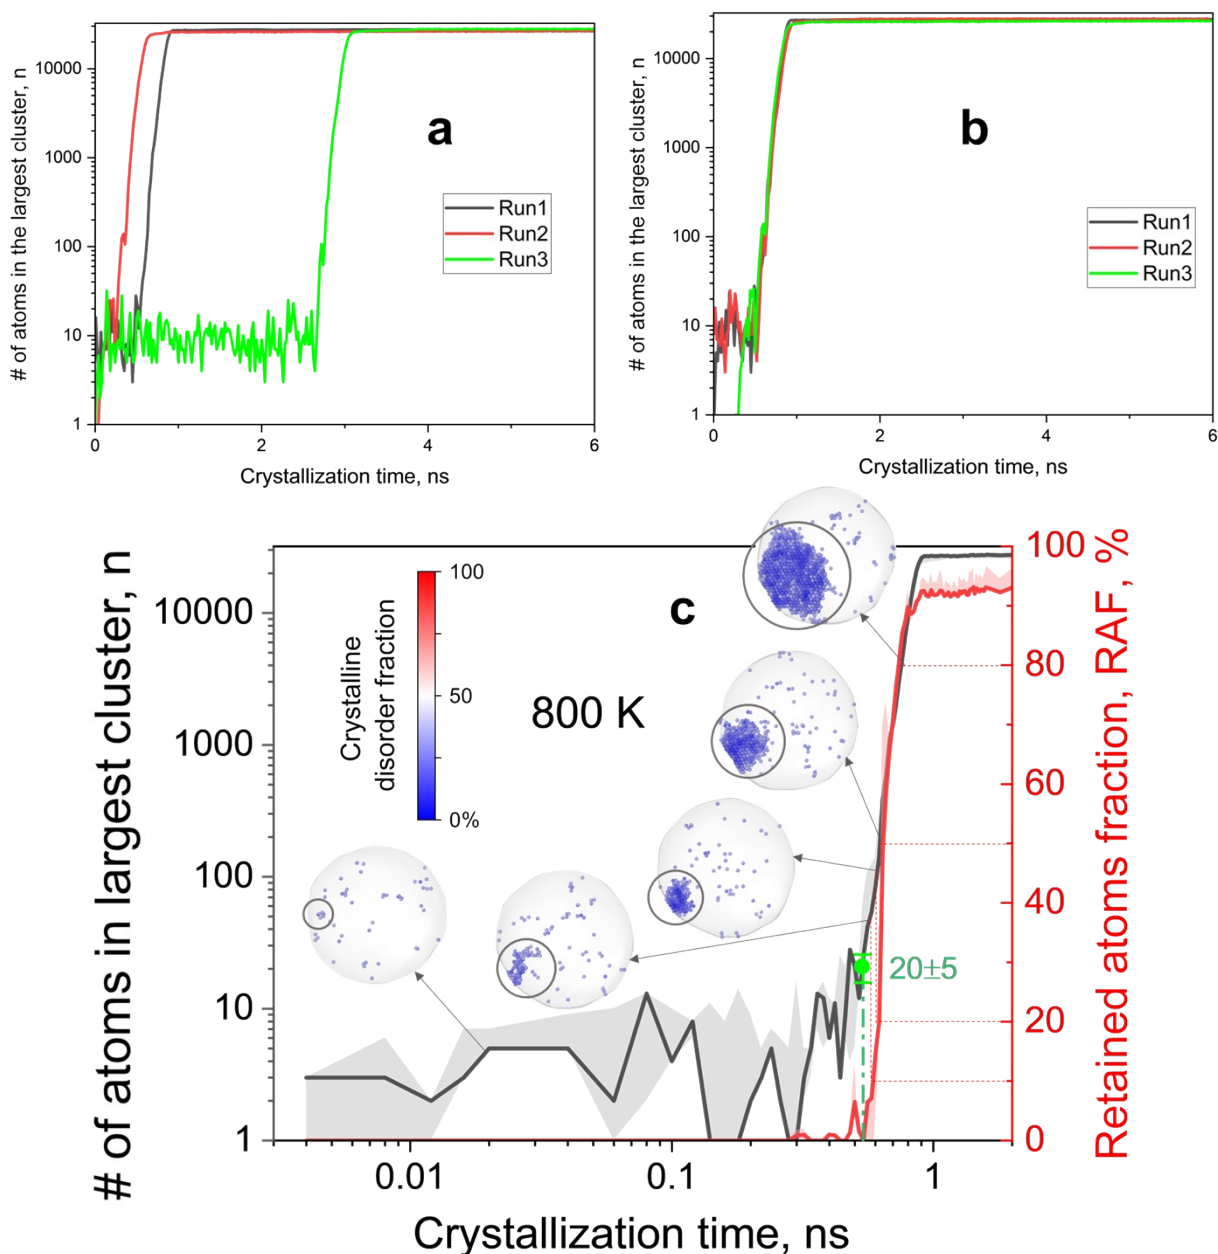 # of atoms in the largest cluster, n
10000
1000
100
10
1
0
2
4
6
Crystallization time, ns
a
Run1
Run2
Run3
# of atoms in the largest cluster, n
10000
1000
100
10
1
0
2
4
6
Crystallization time, ns
b
Run1
Run2
Run3
# of atoms in largest cluster, n
10000
1000
100
10
1
0.01
0.1
1
Crystallization time, ns
Crystalline
disorder fraction
100
50
0%
800 K
c
20±5
100
80
60
40
20
0
Retained atoms fraction, RAF, %